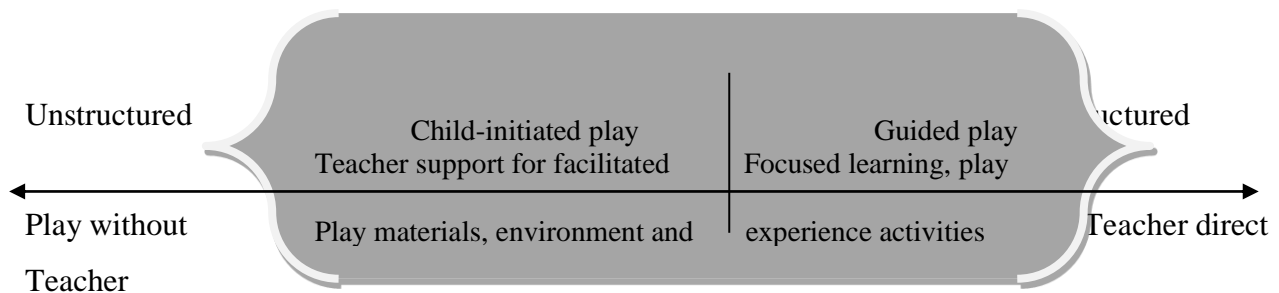 Unstructured
Child-initiated play
Guided play
uctured
Teacher support for facilitated
Focused learning, play
Play without
Play materials, environment and
experience activities
Teacher direct
Teacher